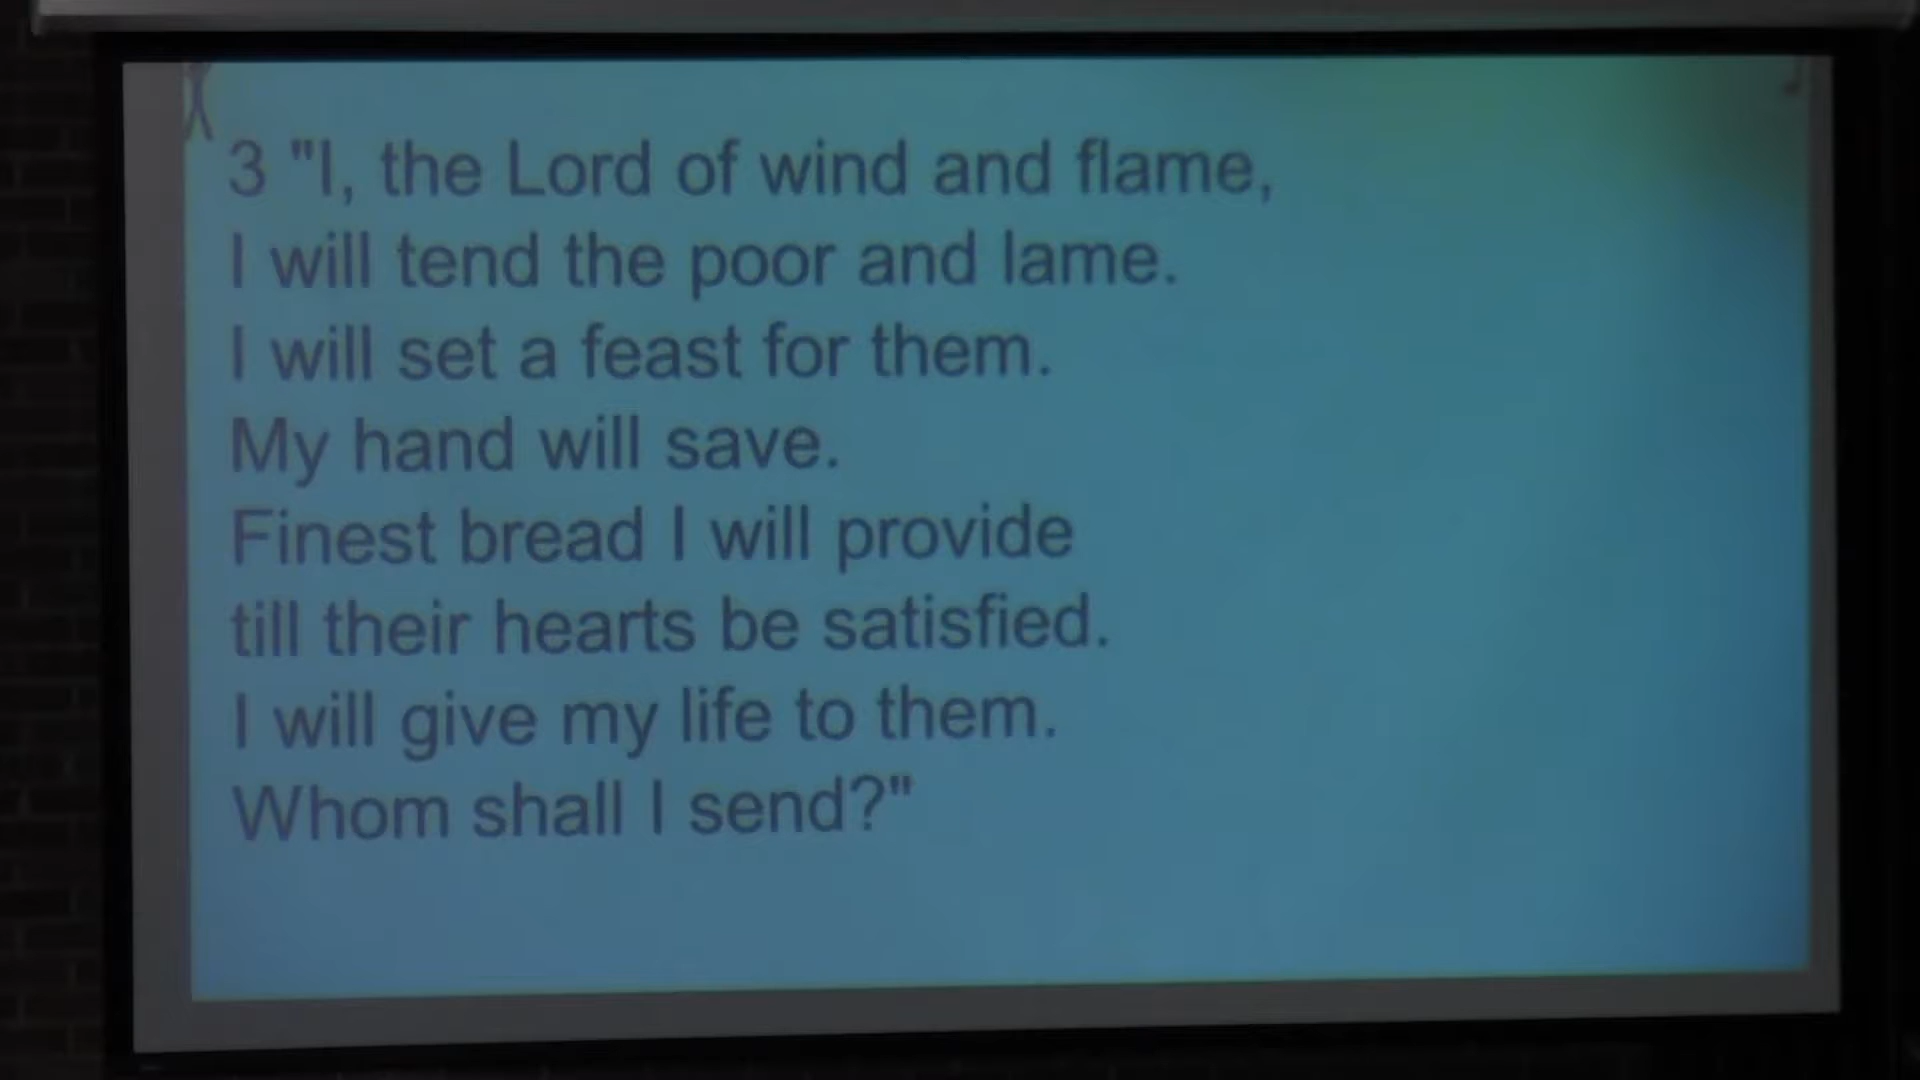 3 "I, the Lord of wind and flame,
I will tend the poor and lame.
I will set a feast for them.
My hand will save.
Finest bread I will provide
till their hearts be satisfied.
I will give my life to them.
Whom shall I send?"